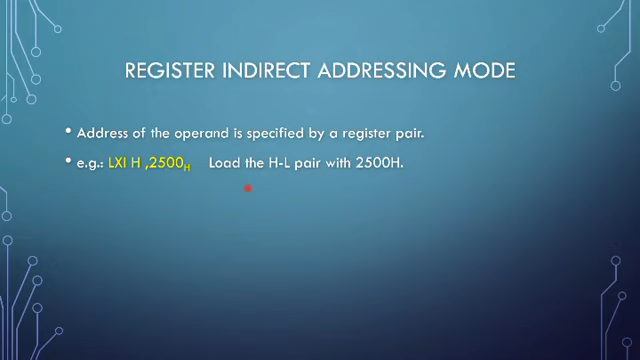 REGISTER INDIRECT ADDRESSING MODE
• Address of the operand is specified by a register pair.
• e.g.: LXI H ,2500H Load the H-L pair with 2500H.